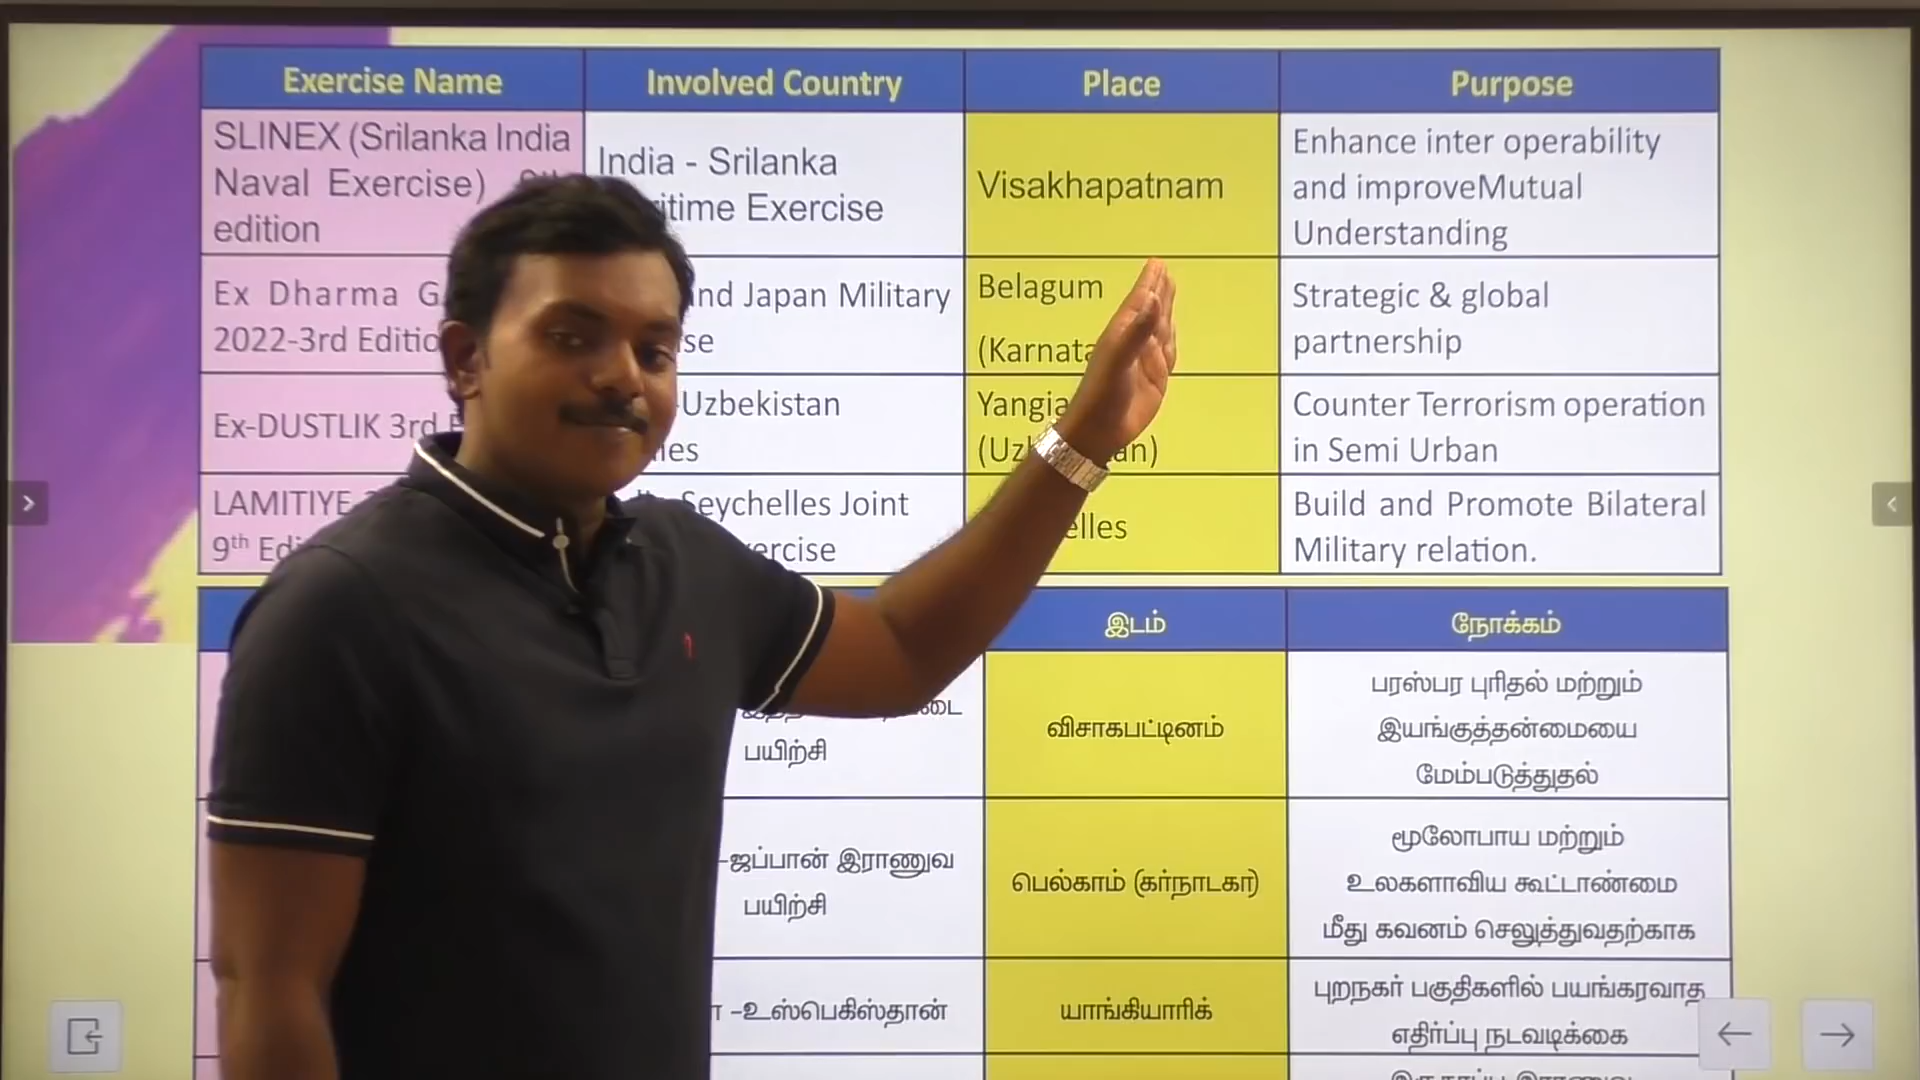 Exercise Name
Involved Country
Place
Purpose
SLINEX (Srilanka India
Naval Exercise)
edition
India - Srilanka
time Exercise
Visakhapatnam
Enhance inter operability
and improveMutual
Understanding
Ex Dharma
2022-3rd Editio
nd Japan Military
se
Belagum
(Karnata
Strategic & global
partnership
Ex-DUSTLIK 3rd
-Uzbekistan
Yangia
(Uz an)
Counter Terrorism operation
in Semi Urban
LAMITIYE
9th Edi
Seychelles Joint
ercise
elles
Build and Promote Bilateral
Military relation.
இடம்
நோக்கம்
பயிற்சி
விசாகபட்டினம்
பரஸ்பர புரிதல் மற்றும்
இயங்குத்தன்மையை
மேம்படுத்துதல்
-ஜப்பான் இராணுவ
பயிற்சி
பெல்காம் (கர்நாடகா)
மூலோபாய மற்றும்
உலகளாவிய கூட்டாண்மை
மீது கவனம் செலுத்துவதற்காக
-உஸ்பெகிஸ்தான்
யாங்கியாரிக்
புறநகர் பகுதிகளில் பயங்கரவாத
எதிர்ப்பு நடவடிக்கை